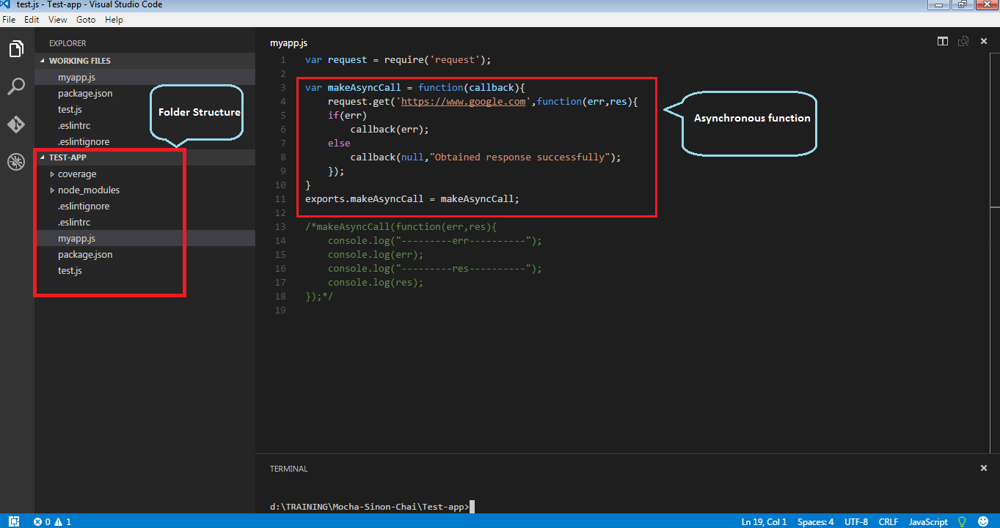 test.js - Test-app - Visual Studio Code
File Edit View Goto Help
EXPLORER
WORKING FILES
myapp.js
package.json
test.js
.eslintrc
.eslintignore
Folder Structure
TEST-APP
coverage
node_modules
.eslintignore
.eslintrc
myapp.js
package.json
test.js
myapp.js
1 var request = require('request');
2
3 var makeAsyncCall = function(callback){
4     request.get('https://www.google.com',function(err,res){
5     if(err)
6         callback(err);
7     else
8         callback(null,"Obtained response successfully");
9     });
10 }
11 exports.makeAsyncCall = makeAsyncCall;
12
13 /*makeAsyncCall(function(err,res){
14     console.log("---------err----------");
15     console.log(err);
16     console.log("---------res----------");
17     console.log(res);
18 });*/
19
Asynchronous function
TERMINAL
d:\TRAINING\Mocha-Sinon-Chai\Test-app>
0 1 Ln 19, Col 1 Spaces: 4 UTF-8 CRLF JavaScript